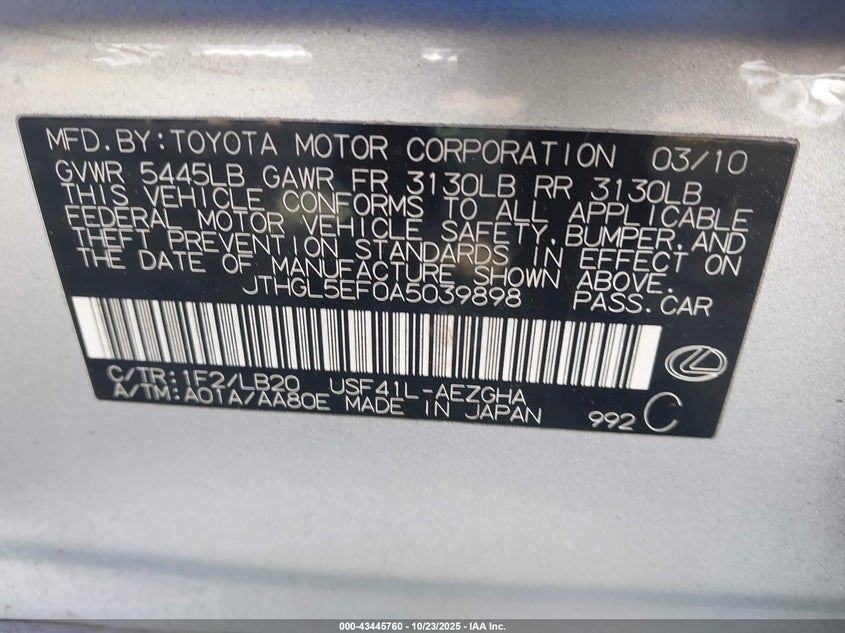 MFD.BY:TOYOTA MOTOR CORPORATION 03/10
GVWR 5445LB GAWR FR 3130LB RR 3130LB
THIS VEHICLE CONFORMS TO ALL APPLICABLE
FEDERAL MOTOR VEHICLE SAFETY,BUMPER,AND
THEFT PREVENTION STANDARDS IN EFFECT ON
THE DATE OF MANUFACTURE SHOWN ABOVE.
JTHGL5EF0A5039898 PASS.CAR
C/TR:1F2/LB20 USF41L-AEZGHA
A/TM:A01A/AA80E MADE IN JAPAN 992 C
000-43445760 - 10/23/2025 - IAA Inc.